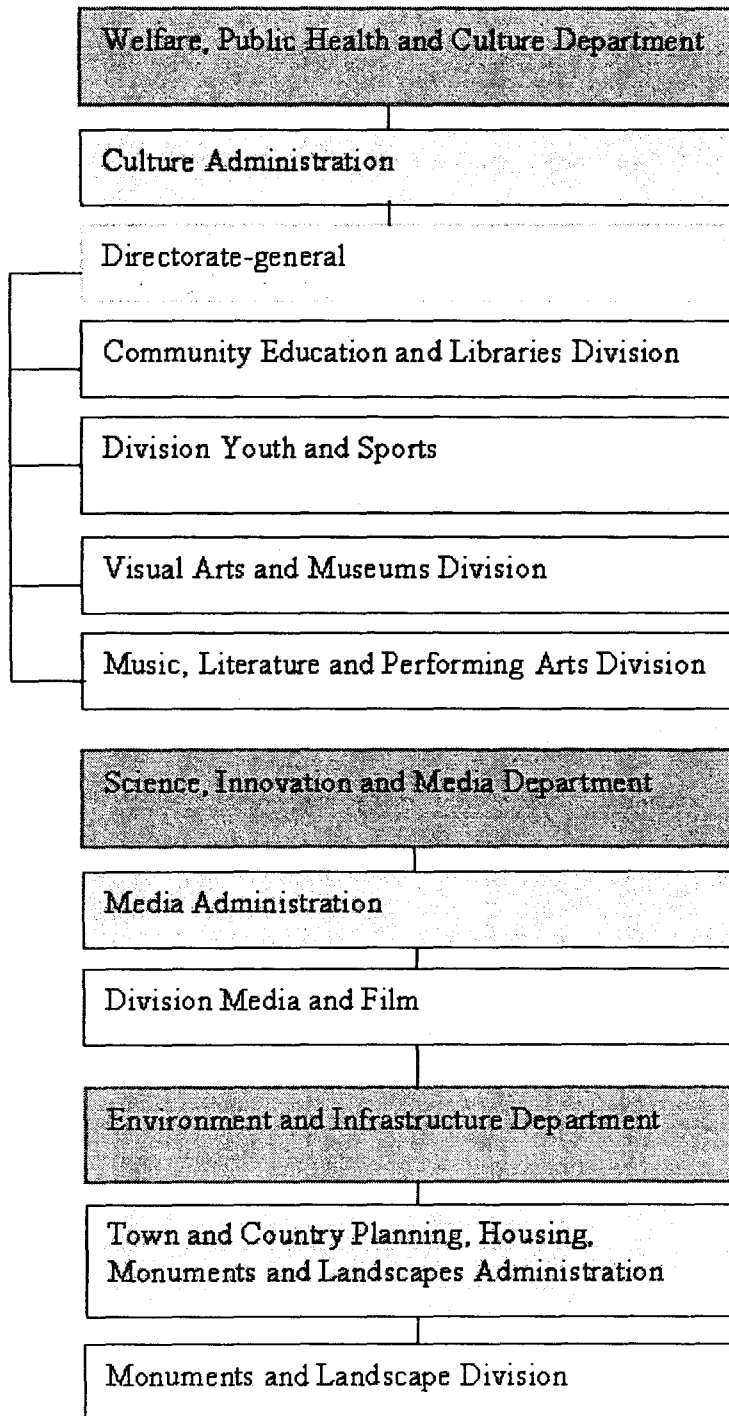 Welfare, Public Health and Culture Department
Culture Administration
Directorate-general
Community Education and Libraries Division
Division Youth and Sports
Visual Arts and Museums Division
Music, Literature and Performing Arts Division
Science, Innovation and Media Department
Media Administration
Division Media and Film
Environment and Infrastructure Department
Town and Country Planning, Housing,
Monuments and Landscapes Administration
Monuments and Landscape Division